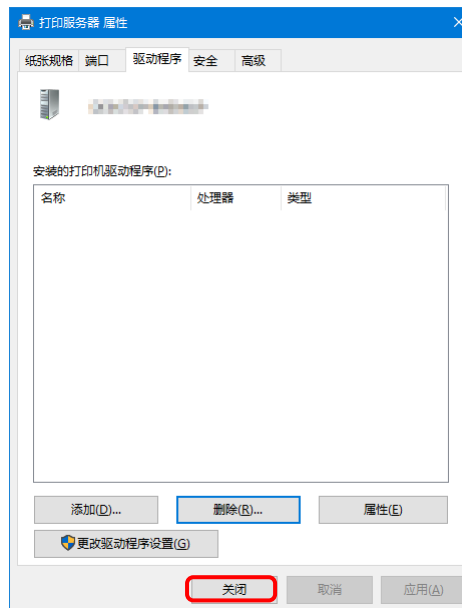 打印服务器 属性
纸张规格 端口 驱动程序 安全 高级
安装的打印机驱动程序(P):
名称 处理器 类型
添加(D)... 删除(R)... 属性(E)
更改驱动程序设置(G)
关闭 取消 应用(A)